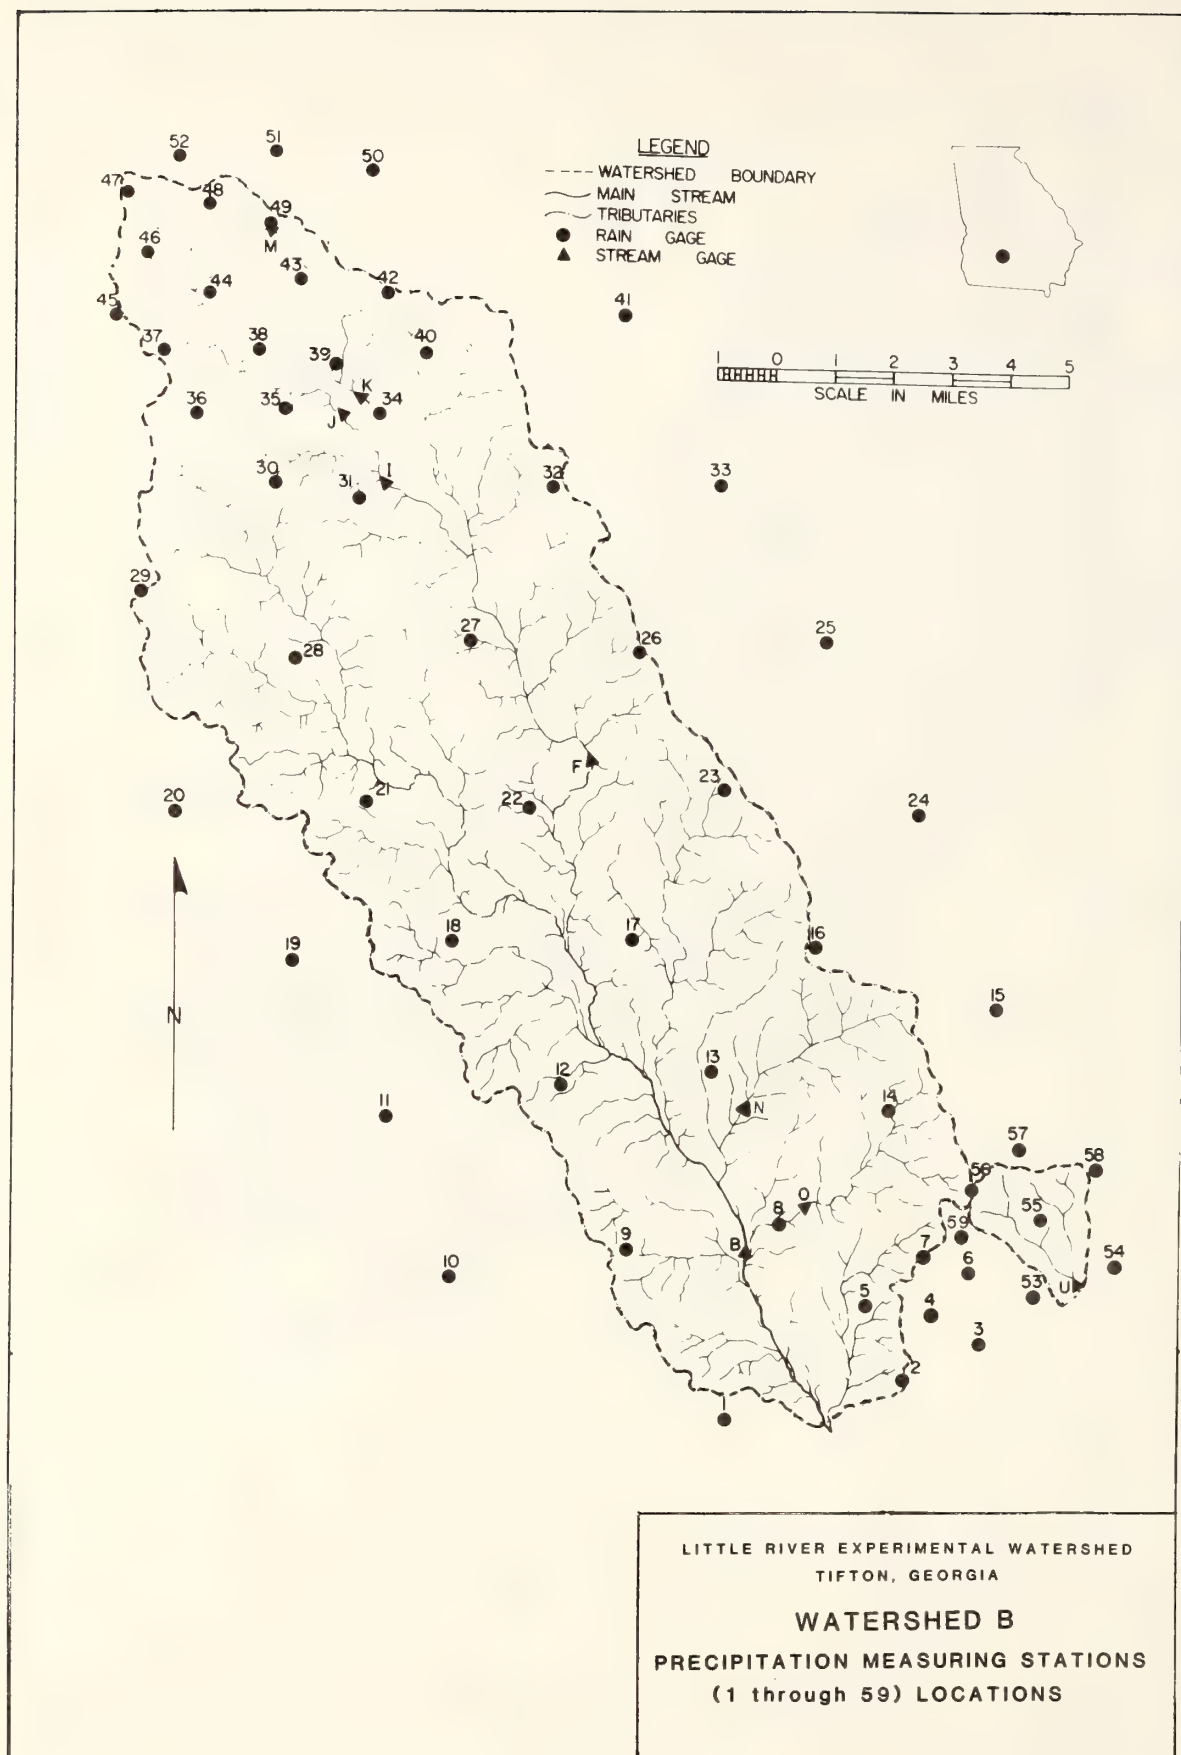 52
51
50
47
48
49
M
46
44
43
42
45
41
37
38
39
40
K
36
35
J
34
30
31
I
32
33
29
27
28
26
25
F
23
20
21
22
24
18
17
16
19
15
N
12
13
11
N
14
57
58
56
8
O
55
59
9
B
7
10
6
54
U
53
5
4
3
2
1
LEGEND
WATERSHED BOUNDARY
MAIN STREAM
TRIBUTARIES
RAIN GAGE
STREAM GAGE
1 0 1 2 3 4 5
SCALE IN MILES
LITTLE RIVER EXPERIMENTAL WATERSHED
TIFTON, GEORGIA
WATERSHED B
PRECIPITATION MEASURING STATIONS
(1 through 59) LOCATIONS